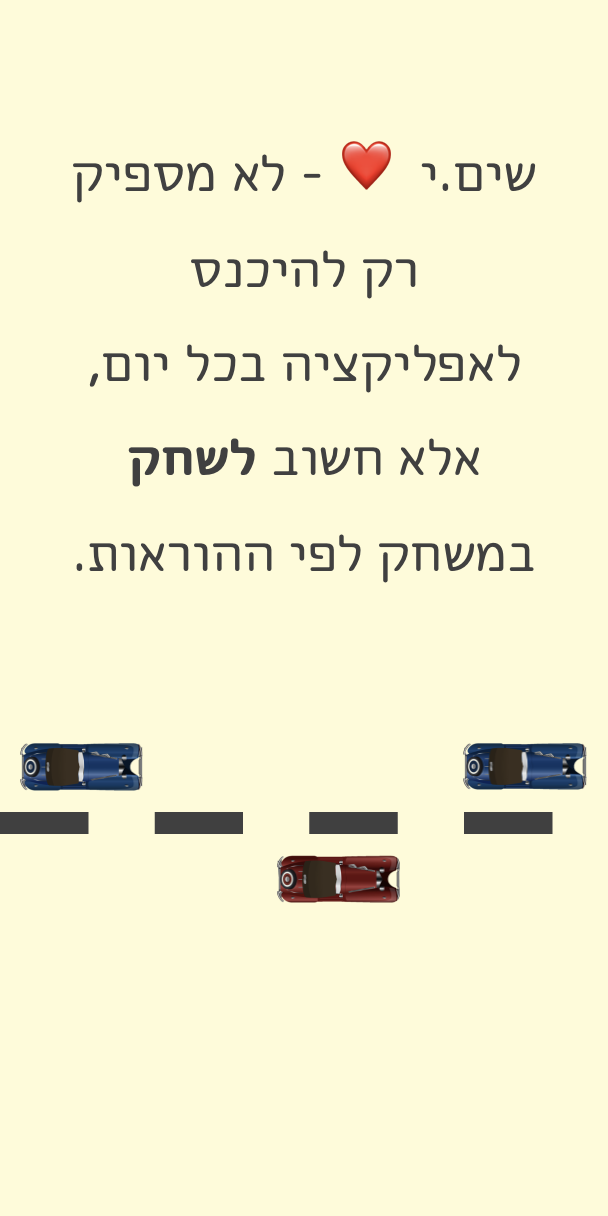 שים.י ❤️ - לא מספיק
רק להיכנס
לאפליקציה בכל יום,
אלא חשוב לשחק
במשחק לפי ההוראות.